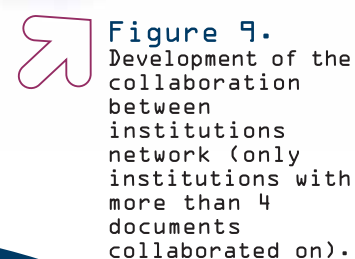 Figure 9.
Development of the
collaboration
between
institutions
network (only
institutions with
more than 4
documents
collaborated on).